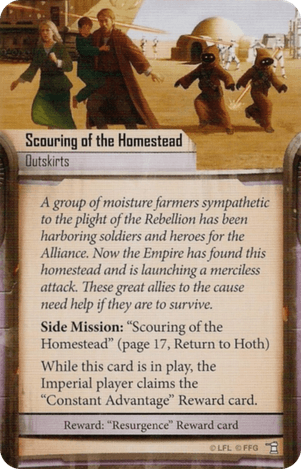 Scouring of the Homestead
Outskirts
A group of moisture farmers sympathetic
to the plight of the Rebellion has been
harboring soldiers and heroes for the
Alliance. Now the Empire has found this
homestead and is launching a merciless
attack. These great allies to the cause
need help if they are to survive.
Side Mission: “Scouring of the
Homestead” (page 17, Return to Hoth)
While this card is in play, the
Imperial player claims the
“Constant Advantage” Reward card.
Reward: “Resurgence” Reward card
© LFL © FFG